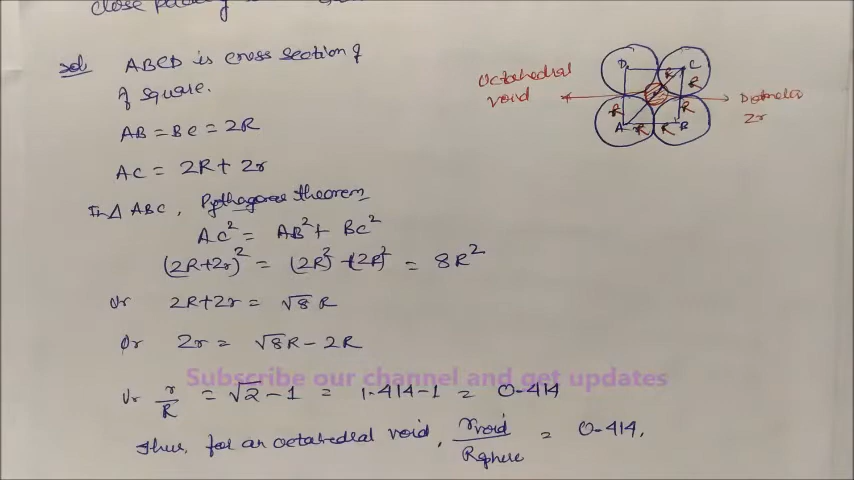 close packing
Sol ABCD is cross section of
of square.
AB = BC = 2R
AC = 2R + 2r
In Δ ABC, Pythagoras theorem
AC² = AB² + BC²
(2R+2r)² = (2R)² + (2R)² = 8R²
Or 2R+2r = √8 R
Or 2r = √8R - 2R
Or r/R = √2 - 1 = 1.414-1 = 0.414
Thus, for an octahedral void, rvoid/Rsphere = 0.414.
Octahedral
void
D
C
R
R
R
R
A
R
R
B
Diameter
2r
Subscribe our channel and get updates